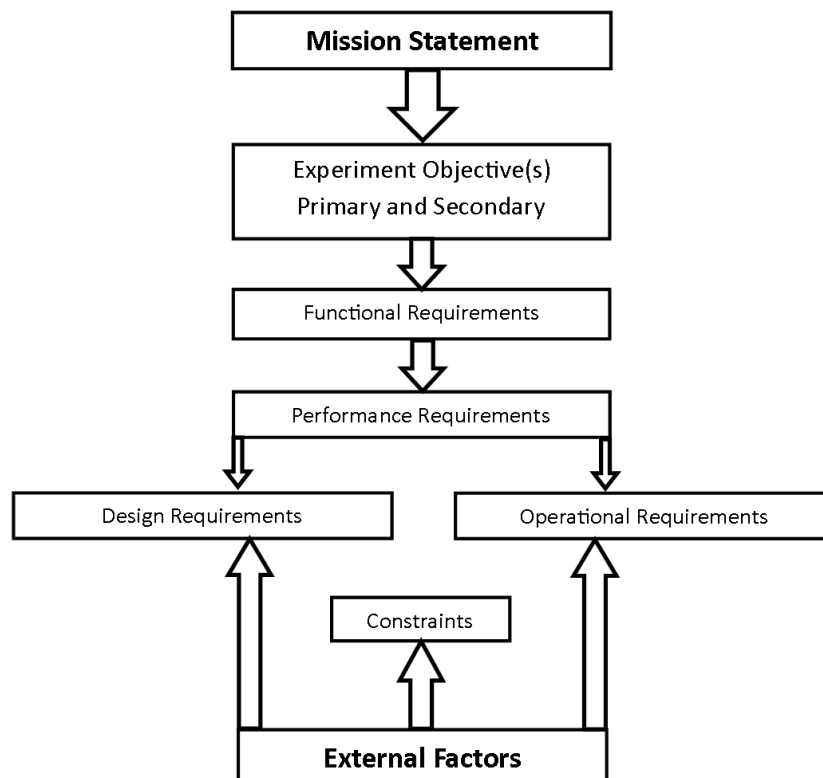 Mission Statement
Experiment Objective(s)
Primary and Secondary
Functional Requirements
Performance Requirements
Design Requirements
Operational Requirements
Constraints
External Factors